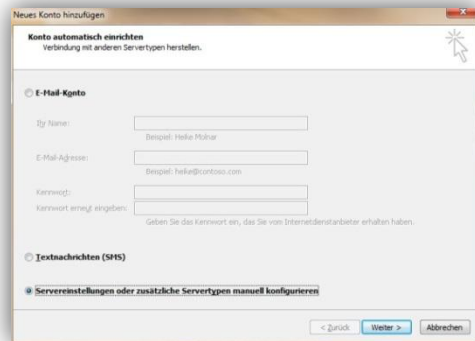 Neues Konto hinzufügen
Konto automatisch einrichten
Verbindung mit anderen Servertypen herstellen.
E-Mail-Konto
Ihr Name:
Beispiel: Heike Molnar
E-Mail-Adresse:
Beispiel: heike@contoso.com
Kennwort:
Kennwort erneut eingeben:
Geben Sie das Kennwort ein, das Sie vom Internetdienstanbieter erhalten haben.
Textnachrichten (SMS)
Servereinstellungen oder zusätzliche Servertypen manuell konfigurieren
< Zurück Weiter > Abbrechen